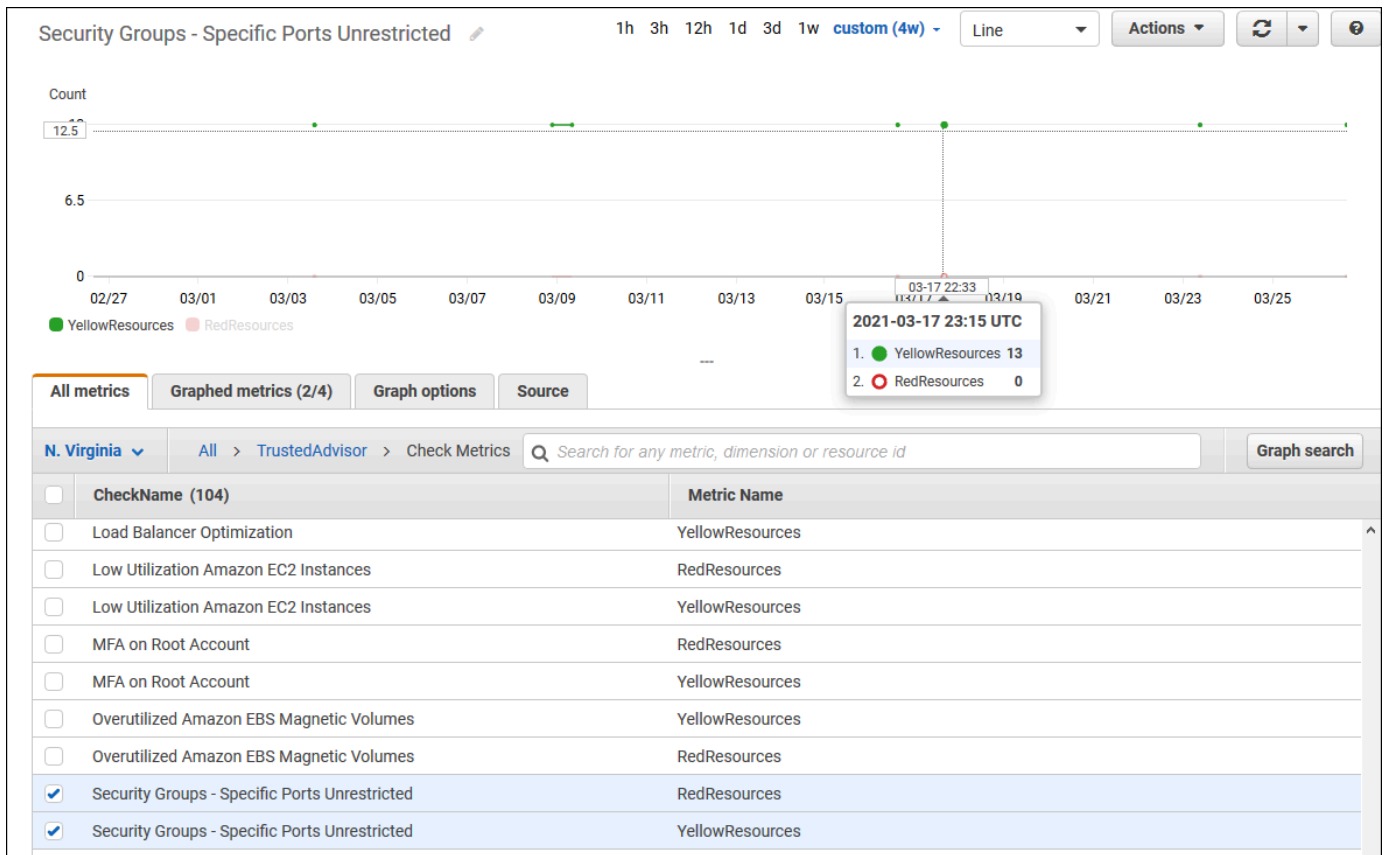 Security Groups - Specific Ports Unrestricted 1h 3h 12h 1d 3d 1w custom (4w) Line Actions
Count
12.5
6.5
0
02/27 03/01 03/03 03/05 03/07 03/09 03/11 03/13 03/15 03/17 03/19 03/21 03/23 03/25
03-17 22:33
YellowResources RedResources
2021-03-17 23:15 UTC
1. YellowResources 13
2. RedResources 0
All metrics Graphed metrics (2/4) Graph options Source
N. Virginia All > TrustedAdvisor > Check Metrics Search for any metric, dimension or resource id Graph search
CheckName (104) Metric Name
Load Balancer Optimization YellowResources
Low Utilization Amazon EC2 Instances RedResources
Low Utilization Amazon EC2 Instances YellowResources
MFA on Root Account RedResources
MFA on Root Account YellowResources
Overutilized Amazon EBS Magnetic Volumes YellowResources
Overutilized Amazon EBS Magnetic Volumes RedResources
Security Groups - Specific Ports Unrestricted RedResources
Security Groups - Specific Ports Unrestricted YellowResources